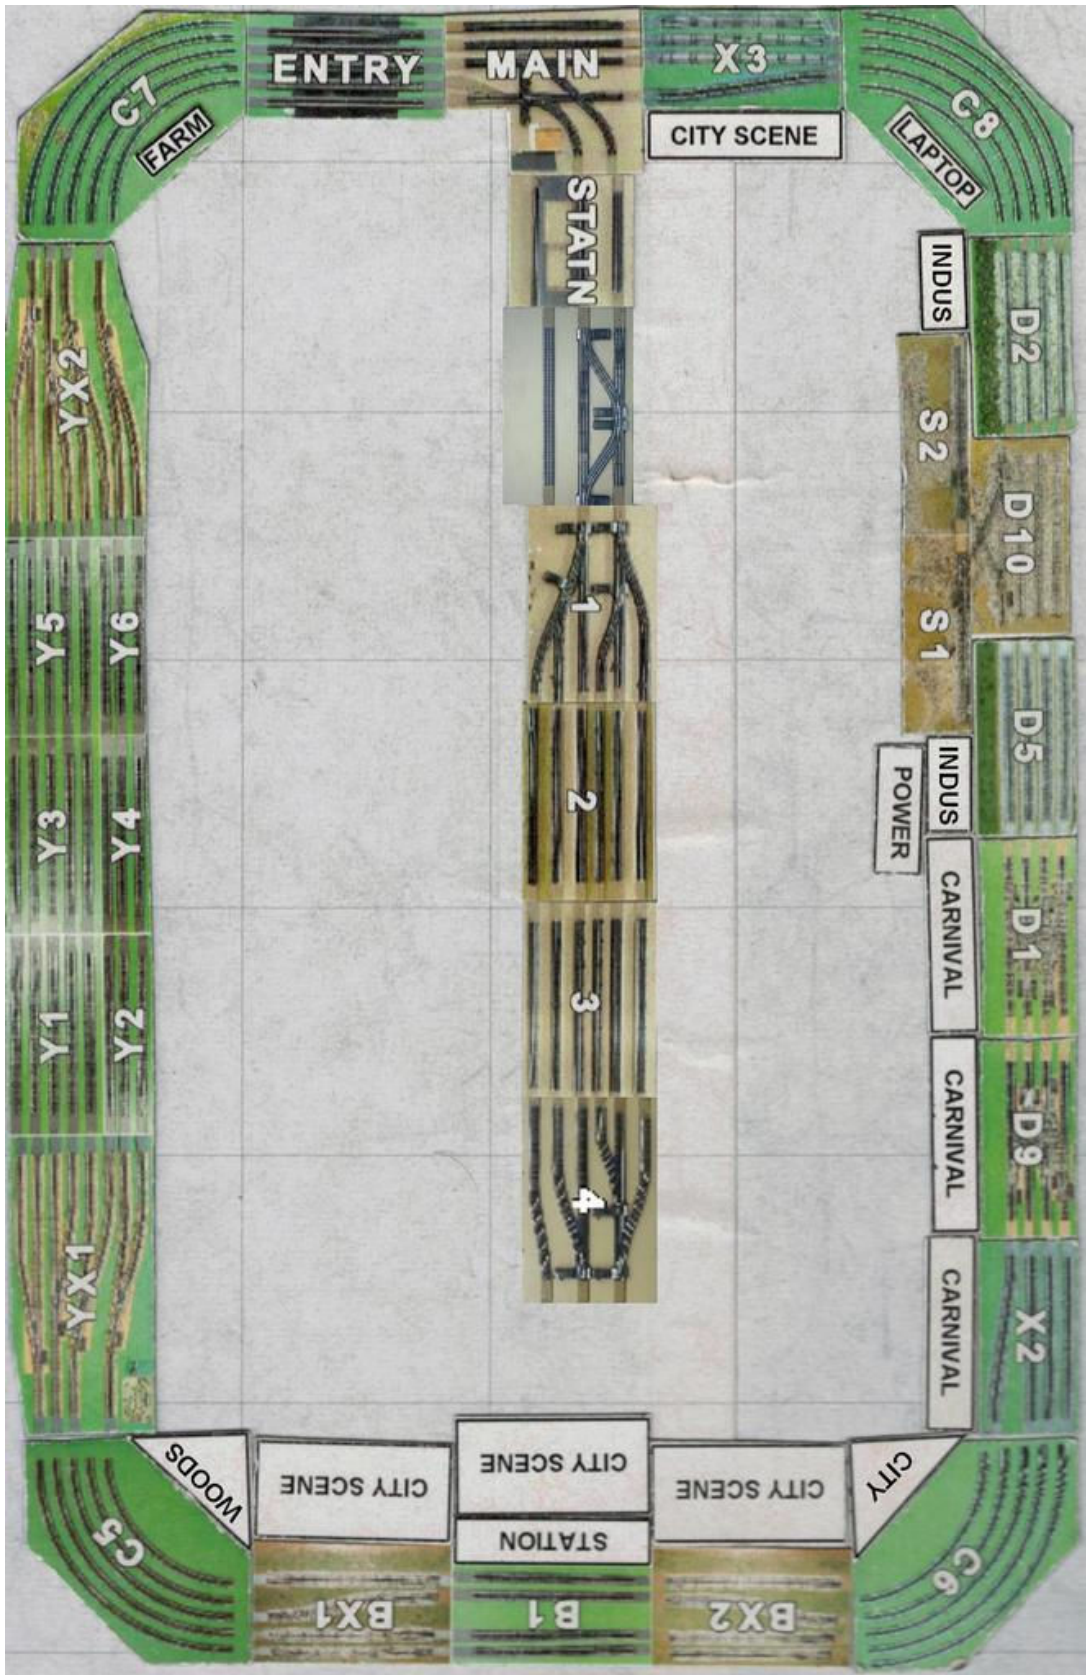 ENTRY
MAIN
X3
C7
FARM
CITY SCENE
C8
LAPTOP
STATN
INDUS
D2
YX2
S2
D10
1
Y5
Y6
S1
D5
INDUS
POWER
2
Y3
Y4
CARNIVAL
D1
3
Y1
Y2
CARNIVAL
D9
4
YX1
CARNIVAL
X2
WOODS
CITY SCENE
CITY SCENE
CITY SCENE
CITY
STATION
C5
BX1
B1
BX2
C6